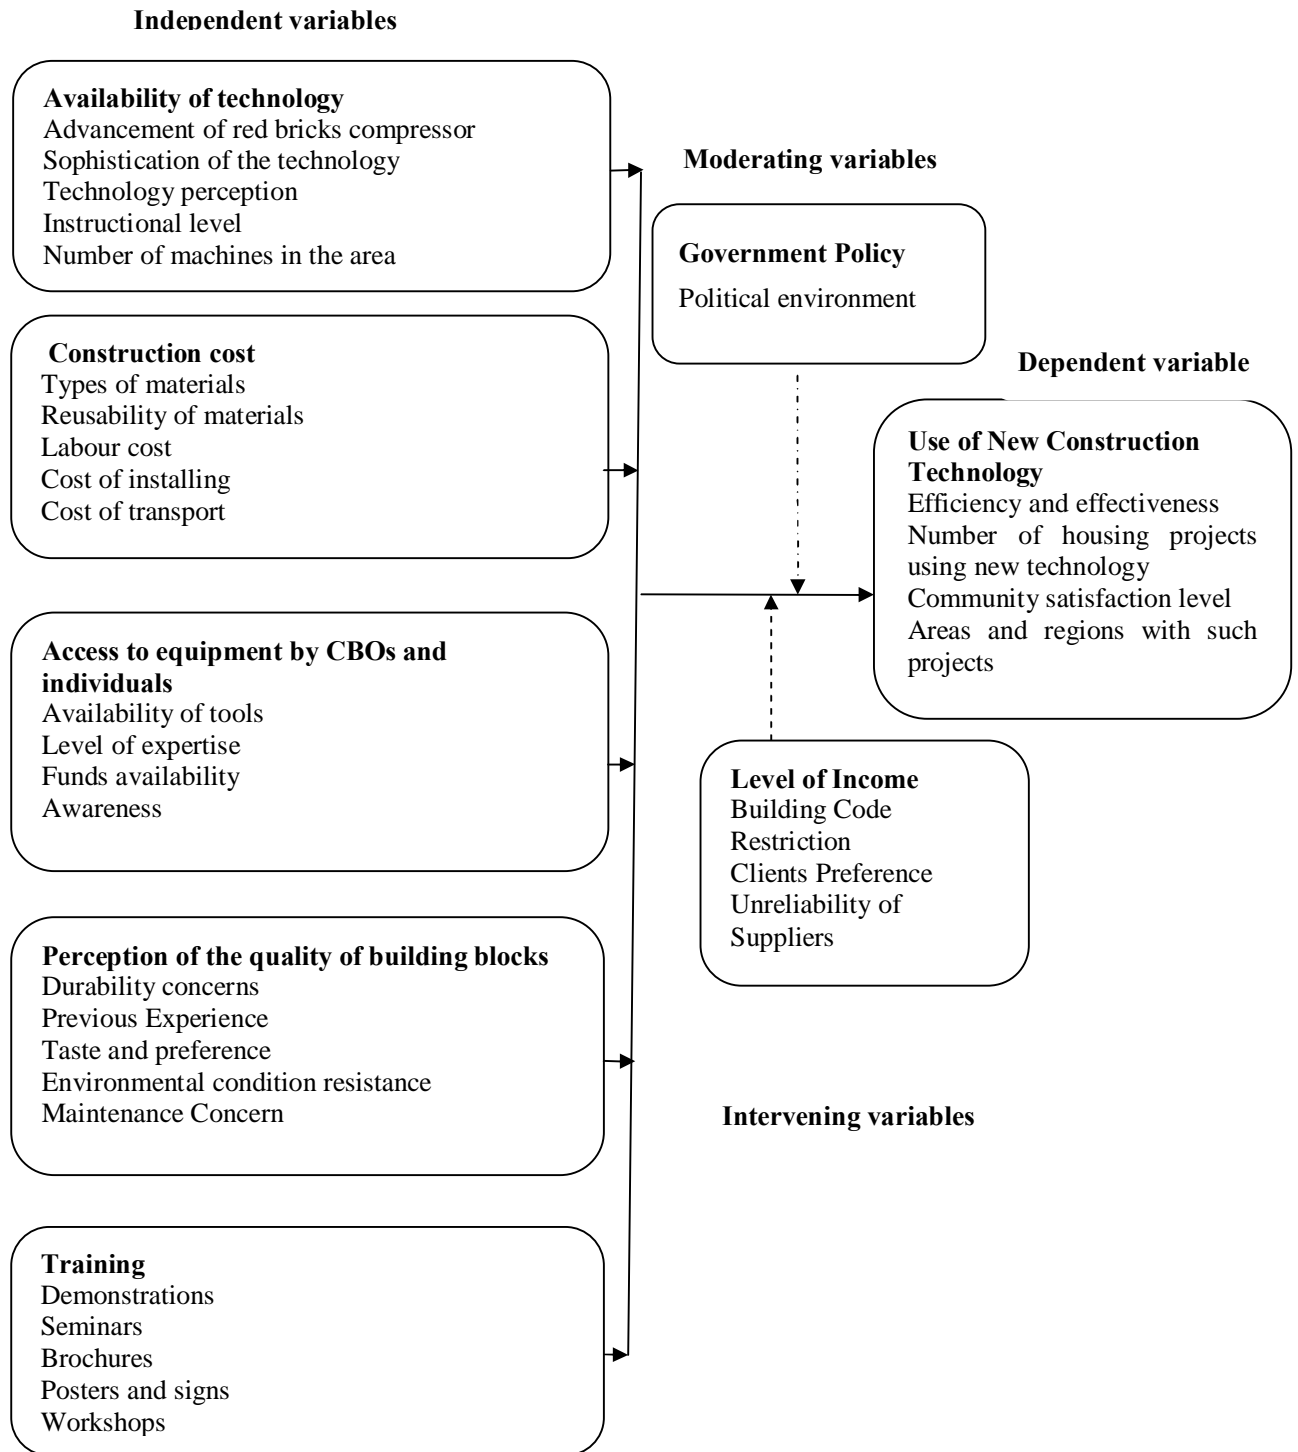 Independent variables
Availability of technology
Advancement of red bricks compressor
Sophistication of the technology
Technology perception
Instructional level
Number of machines in the area
Construction cost
Types of materials
Reusability of materials
Labour cost
Cost of installing
Cost of transport
Access to equipment by CBOs and
individuals
Availability of tools
Level of expertise
Funds availability
Awareness
Perception of the quality of building blocks
Durability concerns
Previous Experience
Taste and preference
Environmental condition resistance
Maintenance Concern
Training
Demonstrations
Seminars
Brochures
Posters and signs
Workshops
Moderating variables
Government Policy
Political environment
Level of Income
Building Code
Restriction
Clients Preference
Unreliability of
Suppliers
Intervening variables
Dependent variable
Use of New Construction
Technology
Efficiency and effectiveness
Number of housing projects
using new technology
Community satisfaction level
Areas and regions with such
projects